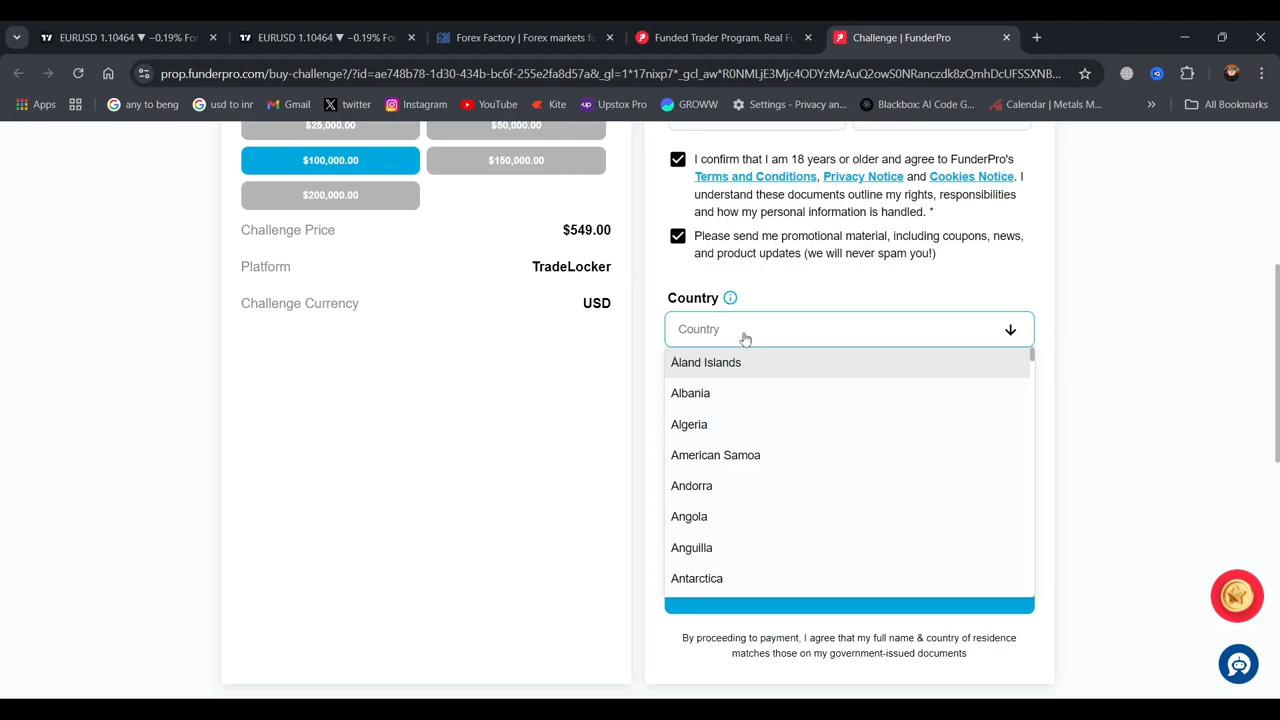 EURUSD 1.10464 ▼ −0.19% Fo
EURUSD 1.10464 ▼ −0.19% Fo
Forex Factory | Forex markets fo
Funded Trader Program. Real Fu
Challenge | FunderPro
prop.funderpro.com/buy-challenge?/?id=ae748b78-1d30-434b-bc6f-255e2fa8d57a&_gl=1*17nixp7*_gcl_aw*R0NMLjE3Mjc4ODYzMzAuQ2owS0NRanczdk8zQmhDcUFSSXNB...
Apps
any to beng
usd to inr
Gmail
twitter
Instagram
YouTube
Kite
Upstox Pro
GROWW
Settings - Privacy an...
Blackbox: AI Code G...
Calendar | Metals M...
All Bookmarks
$25,000.00
$50,000.00
$100,000.00
$150,000.00
$200,000.00
Challenge Price $549.00
Platform TradeLocker
Challenge Currency USD
I confirm that I am 18 years or older and agree to FunderPro's
Terms and Conditions, Privacy Notice and Cookies Notice. I
understand these documents outline my rights, responsibilities
and how my personal information is handled. *
Please send me promotional material, including coupons, news,
and product updates (we will never spam you!)
Country
Country
Åland Islands
Albania
Algeria
American Samoa
Andorra
Angola
Anguilla
Antarctica
By proceeding to payment, I agree that my full name & country of residence
matches those on my government-issued documents